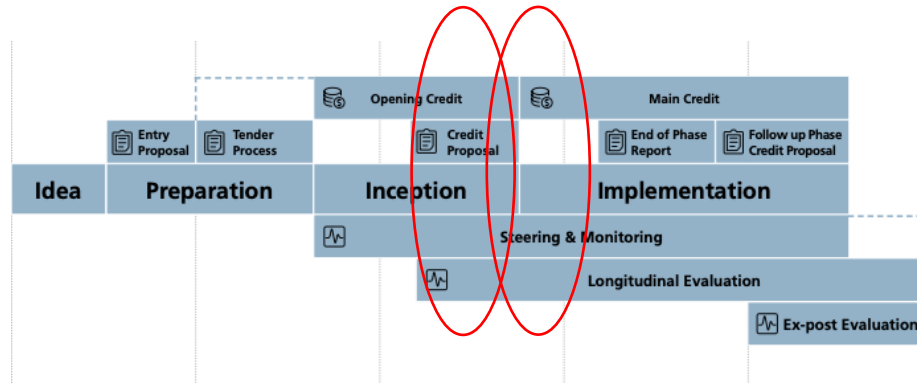 Opening Credit
Main Credit
Entry
Proposal
Tender
Process
Credit
Proposal
End of Phase
Report
Follow up Phase
Credit Proposal
Idea
Preparation
Inception
Implementation
Steering & Monitoring
Longitudinal Evaluation
Ex-post Evaluation